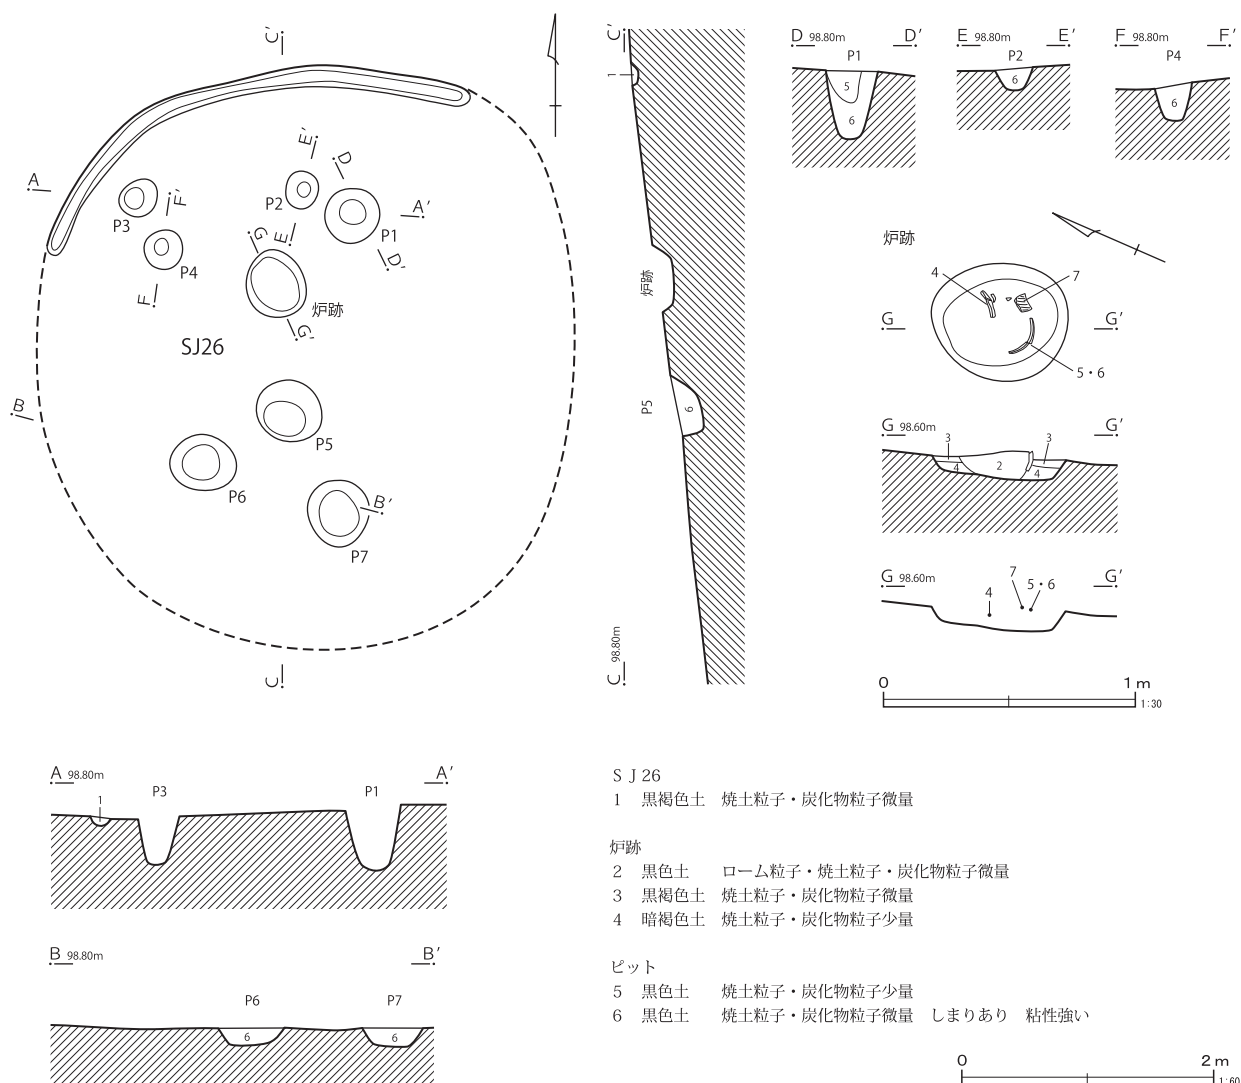 C C'
A
P3
F'
P4
F
E'
D
P2
P1
A'
E
G
D'
炉跡
G'
SJ26
B
P5
P6
B'
P7
C
C'
1
炉跡
P5
6
C 98.80m
D 98.80m D'
P1
5
6
E 98.80m E'
P2
6
F 98.80m F'
P4
6
炉跡
4
7
G G'
5・6
G 98.60m G'
3 3
4 2 4
G 98.60m G'
4 7 5・6
0 1 m
1:30
A 98.80m A'
P3 P1
1
B 98.80m B'
P6 P7
6 6
ＳＪ26
1 黒褐色土 焼土粒子・炭化物粒子微量
炉跡
2 黒色土 ローム粒子・焼土粒子・炭化物粒子微量
3 黒褐色土 焼土粒子・炭化物粒子微量
4 暗褐色土 焼土粒子・炭化物粒子少量
ピット
5 黒色土 焼土粒子・炭化物粒子少量
6 黒色土 焼土粒子・炭化物粒子微量 しまりあり 粘性強い
0 2 m
1:60